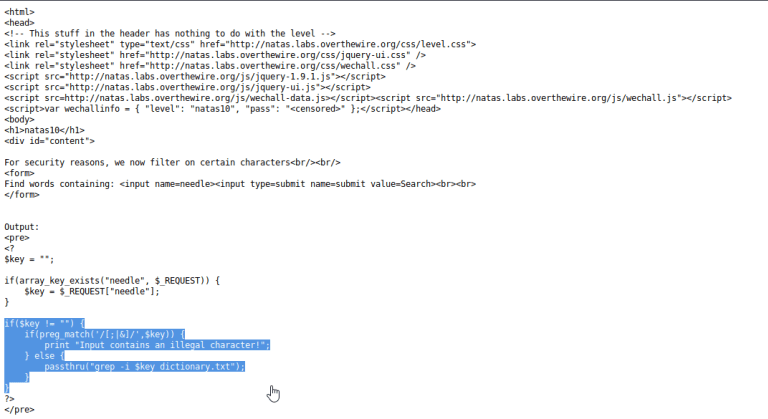 <html>
<head>
<!-- This stuff in the header has nothing to do with the level -->
<link rel="stylesheet" type="text/css" href="http://natas.labs.overthewire.org/css/level.css">
<link rel="stylesheet" href="http://natas.labs.overthewire.org/css/jquery-ui.css" />
<link rel="stylesheet" href="http://natas.labs.overthewire.org/css/wechall.css" />
<script src="http://natas.labs.overthewire.org/js/jquery-1.9.1.js"></script>
<script src="http://natas.labs.overthewire.org/js/jquery-ui.js"></script>
<script src=http://natas.labs.overthewire.org/js/wechall-data.js></script><script src="http://natas.labs.overthewire.org/js/wechall.js"></script>
<script>var wechallinfo = { "level": "natas10", "pass": "<censored>" };</script></head>
<body>
<h1>natas10</h1>
<div id="content">

For security reasons, we now filter on certain characters<br/><br/>
<form>
Find words containing: <input name=needle><input type=submit name=submit value=Search><br><br>
</form>


Output:
<pre>
<?
$key = "";

if(array_key_exists("needle", $_REQUEST)) {
    $key = $_REQUEST["needle"];
}

if($key != "") {
    if(preg_match('/[;|&]/',$key)) {
        print "Input contains an illegal character!";
    } else {
        passthru("grep -i $key dictionary.txt");
    }
}
?>
</pre>